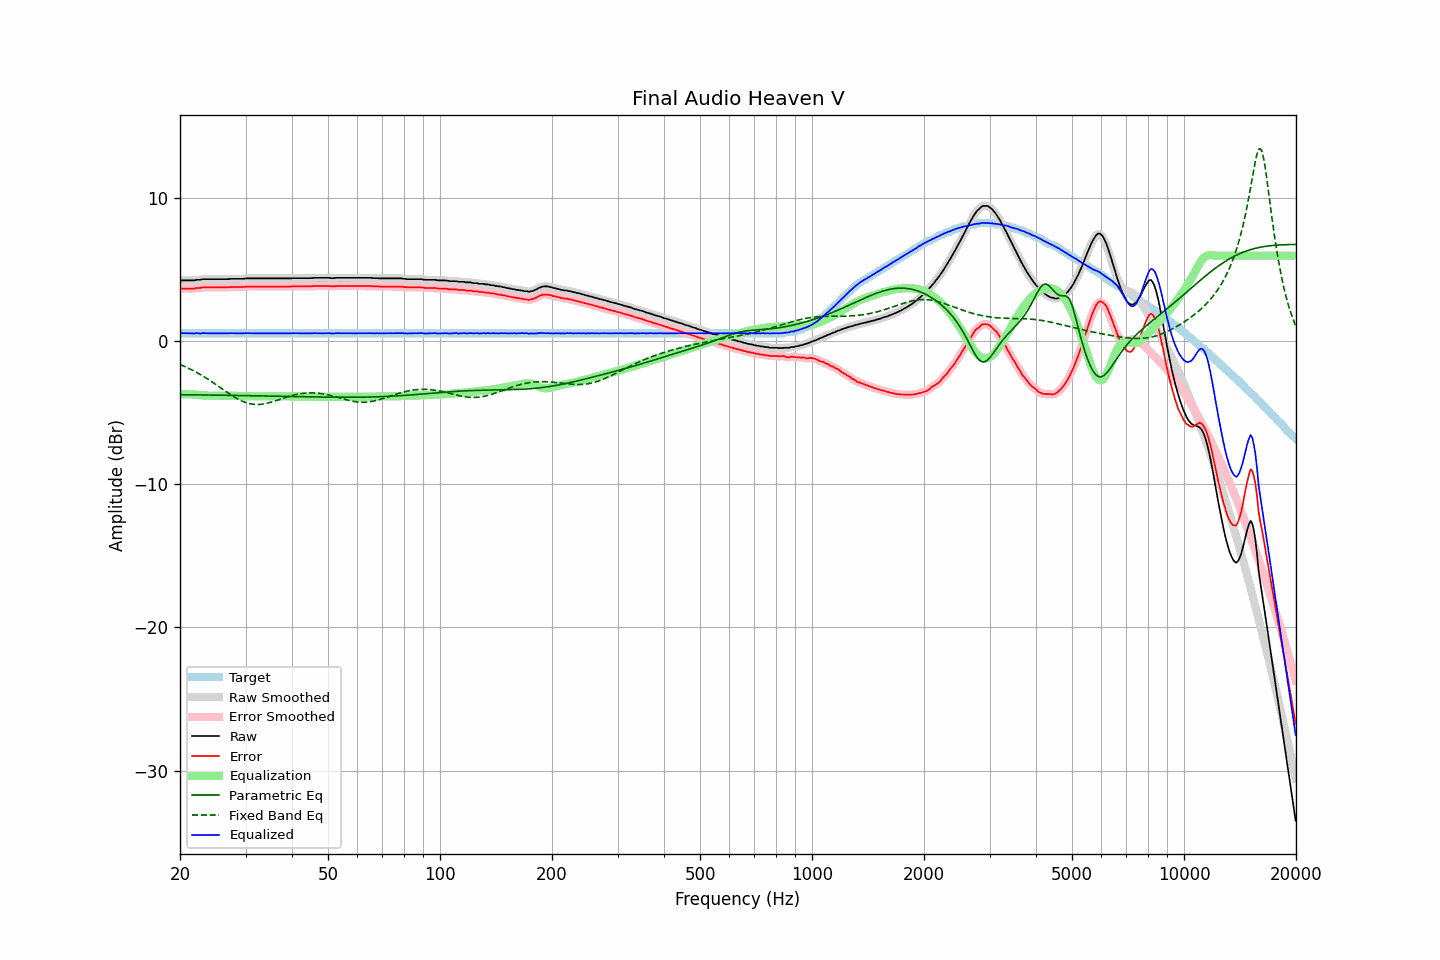 Final Audio Heaven V
10
0
−10
−20
−30
Amplitude (dBr)
Target
Raw Smoothed
Error Smoothed
Raw
Error
Equalization
Parametric Eq
Fixed Band Eq
Equalized
20
50
100
200
500
1000
2000
5000
10000
20000
Frequency (Hz)